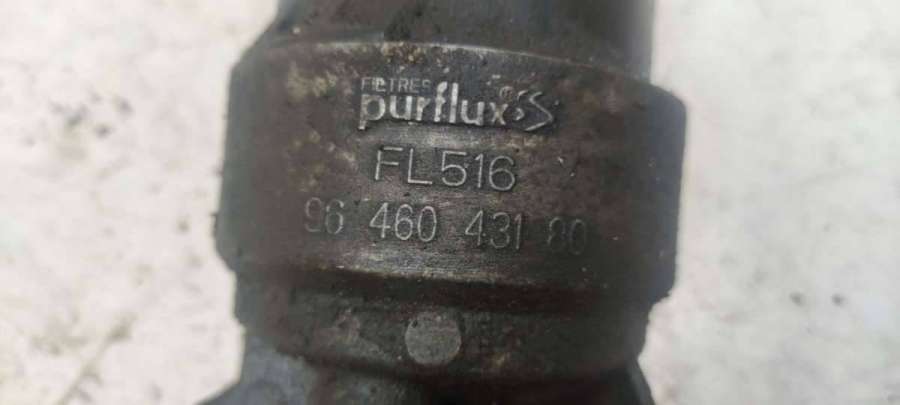 FILTRES
purflux®
FL516
96 460 431 80